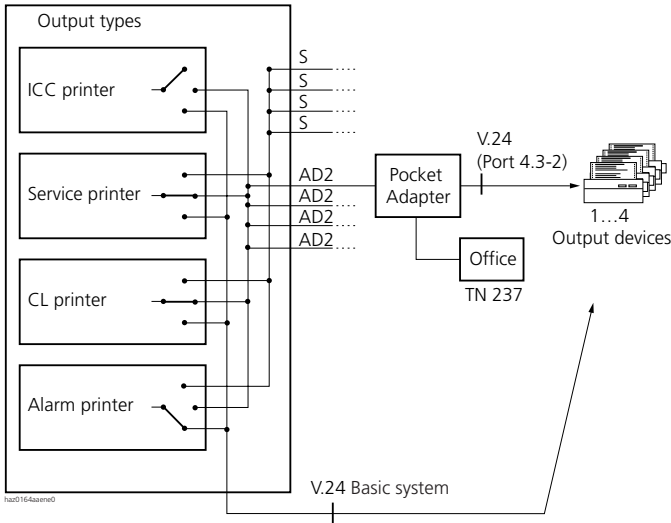 Output types
ICC printer
Service printer
CL printer
Alarm printer
S
S
S
S
AD2
AD2
AD2
AD2
Pocket
Adapter
V.24
(Port 4.3-2)
1...4
Output devices
Office
TN 237
V.24 Basic system
haz0164aaene0